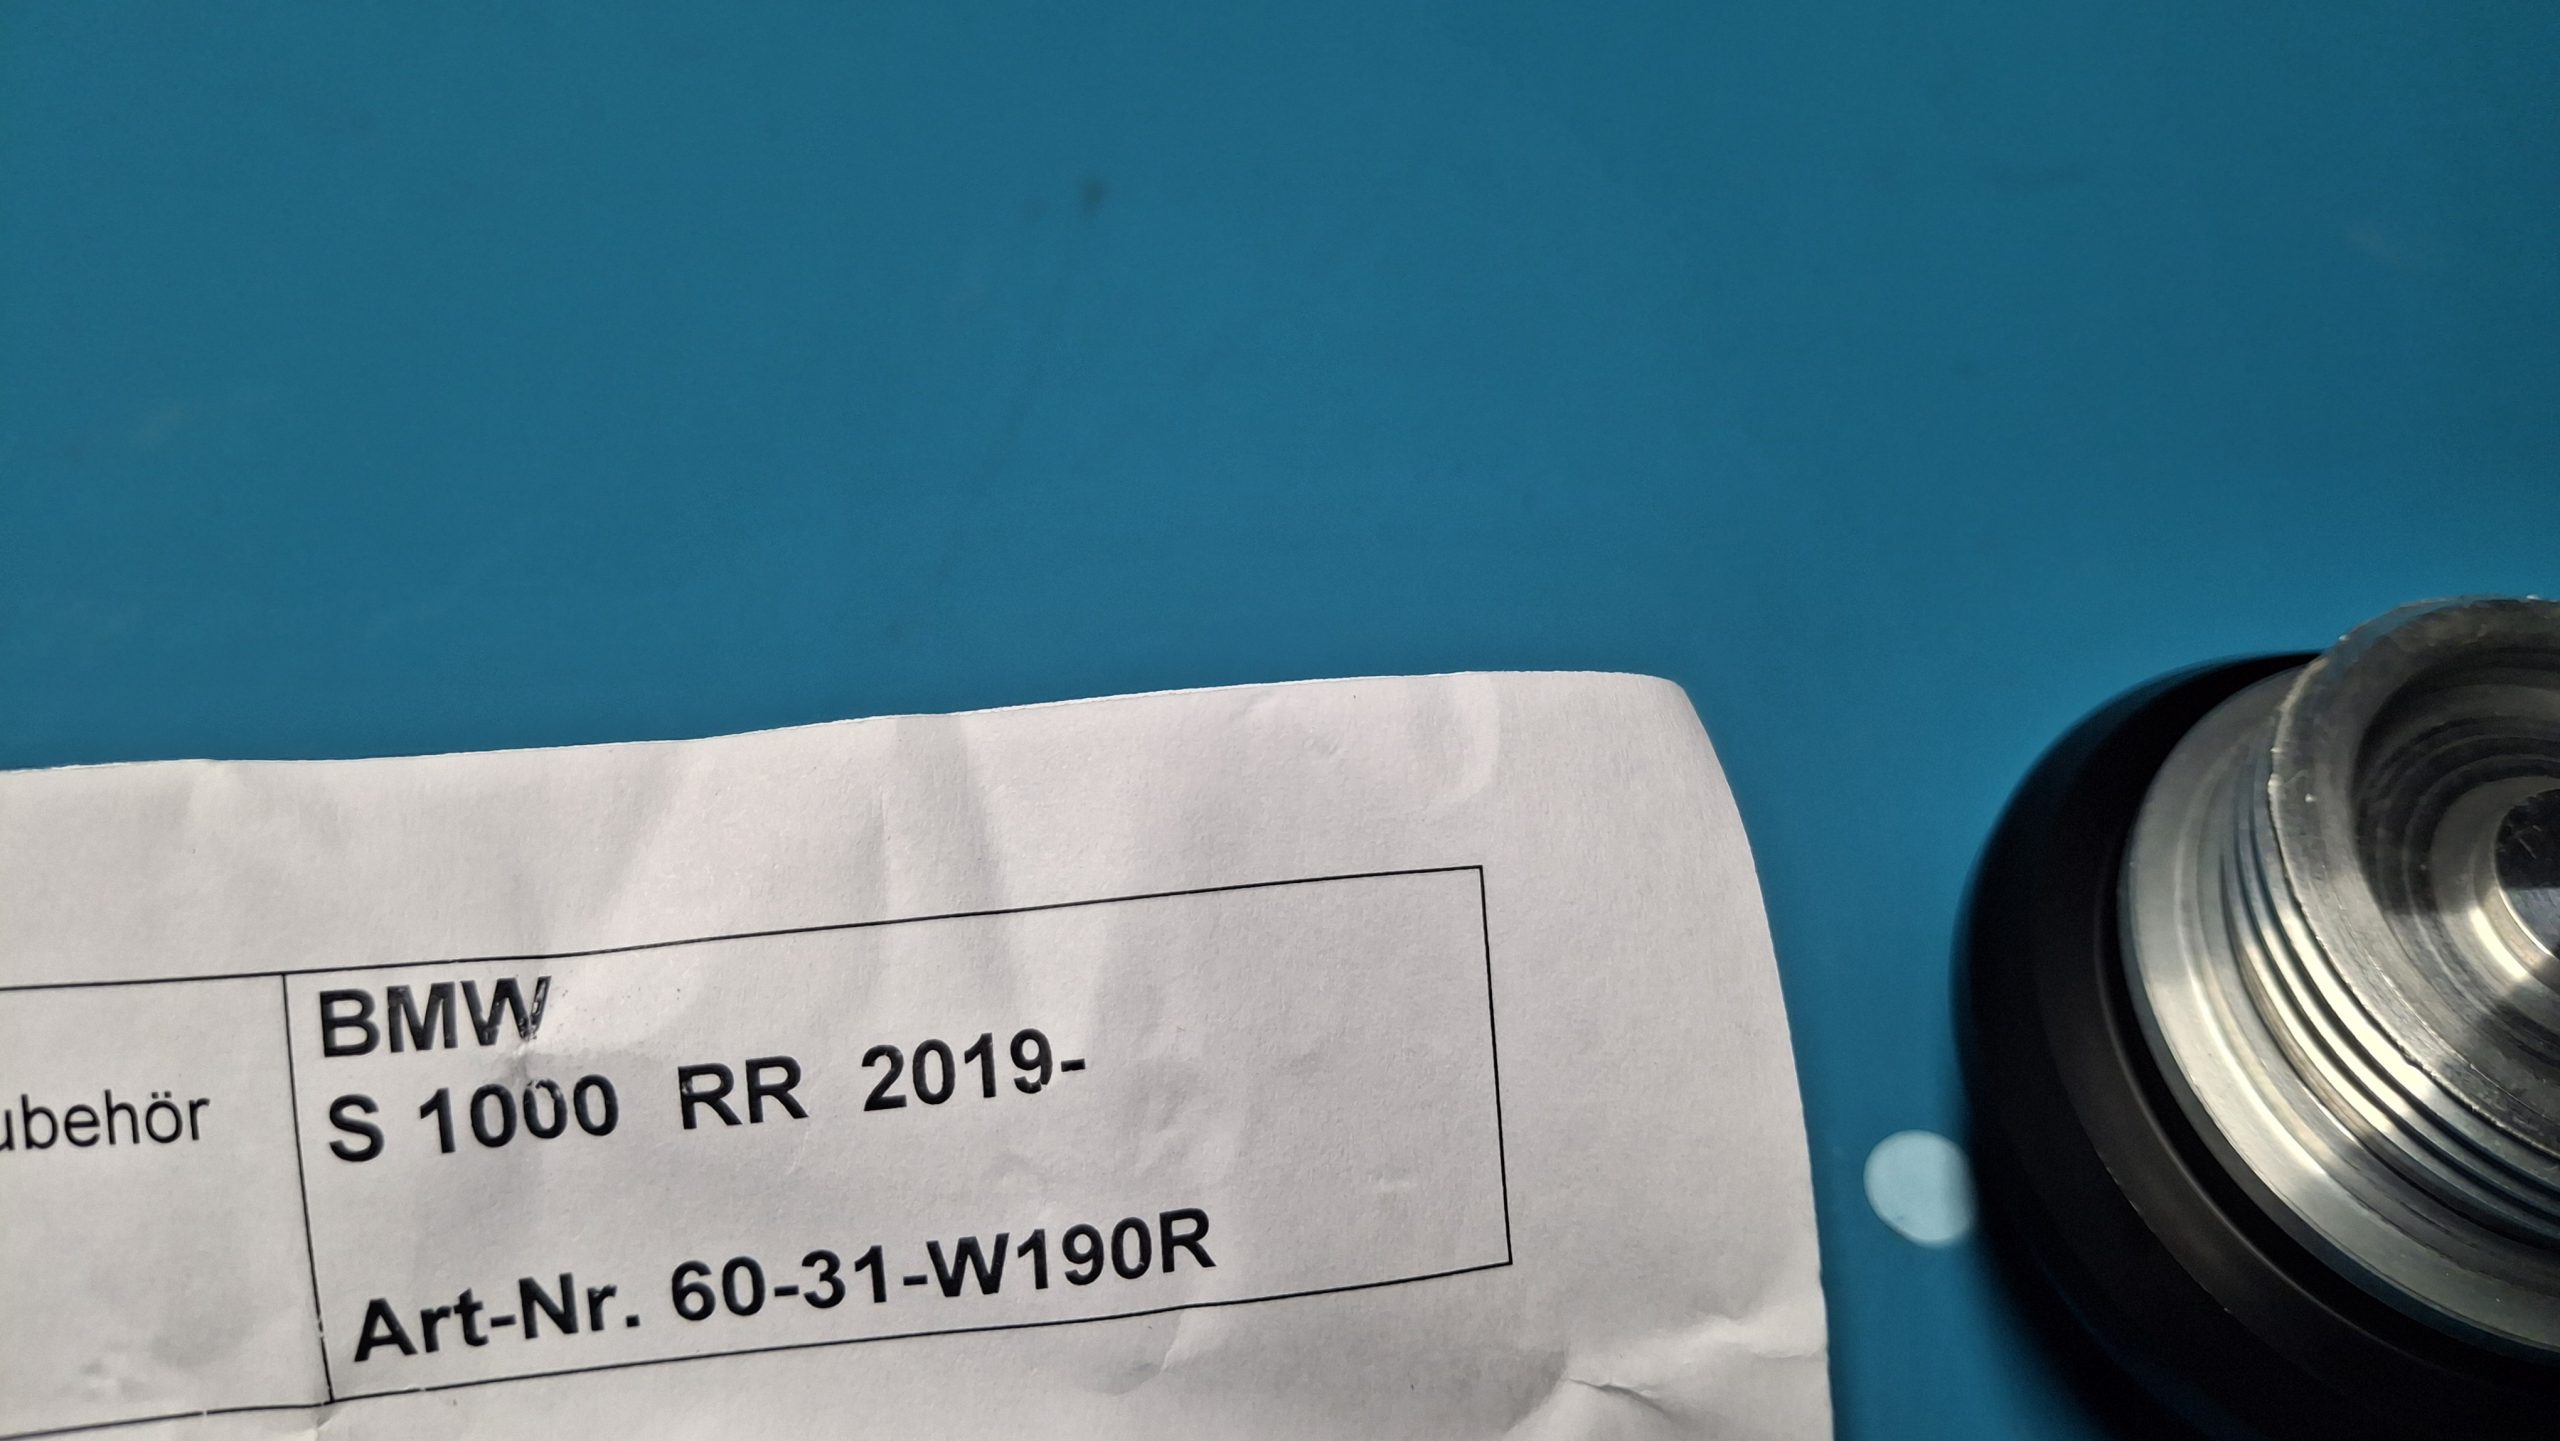 BMW
S 1000 RR 2019-
ubehör
Art-Nr. 60-31-W190R